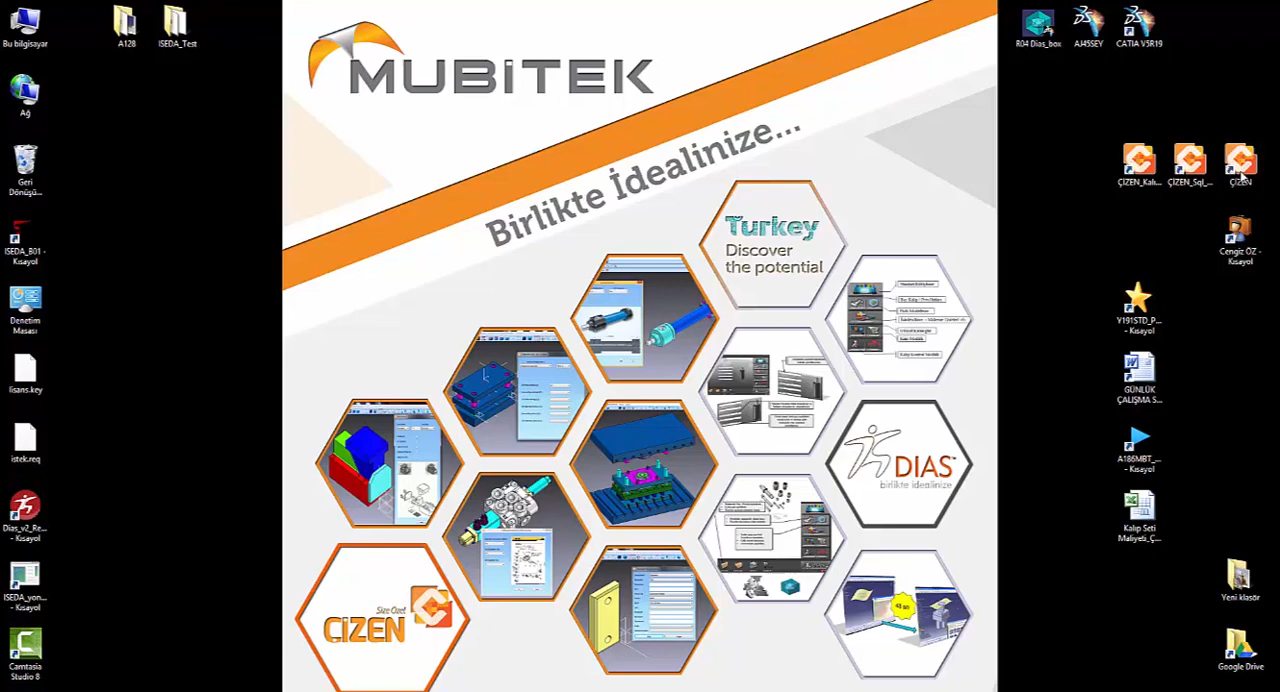 Bu bilgisayar
A128
ISEDA_Test
Ağ
Geri
Dönüşü...
ISEDA_B01 -
Kısayol
Denetim
Masası
lisans.key
istek.req
Dias_v2_Re...
- Kısayol
ISEDA_yon...
- Kısayol
Camtasia
Studio 8
MUBiTEK
Birlikte İdealinize...
Turkey
Discover
the potential
DIAS
birlikte idealinize
Size Özel
ÇİZEN
48 sn
R04 Dias_box
AJ45SEY
CATIA V5R19
ÇİZEN_Kalı...
ÇİZEN_Sql_...
ÇİZEN
Cengiz ÖZ -
Kısayol
Y191STD_P...
- Kısayol
GÜNLÜK
ÇALIŞMA S...
A186MBT_...
- Kısayol
Kalıp Seti
Maliyeti_Ç...
Yeni klasör
Google Drive